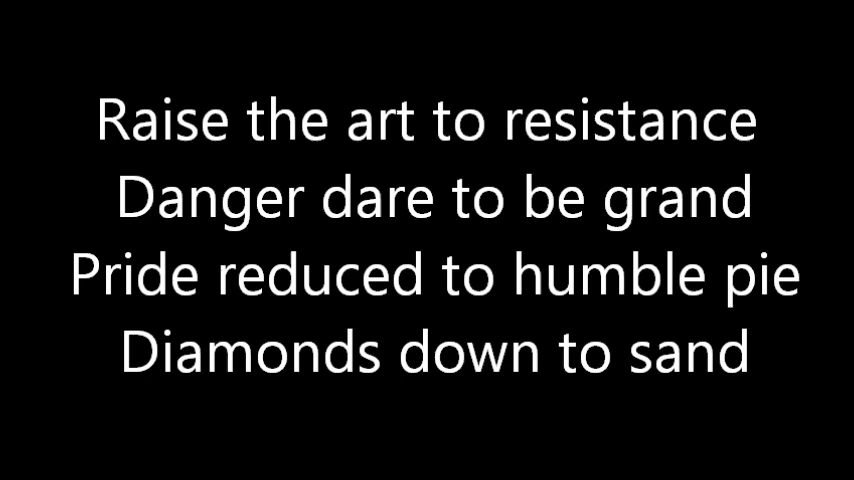 Raise the art to resistance
Danger dare to be grand
Pride reduced to humble pie
Diamonds down to sand